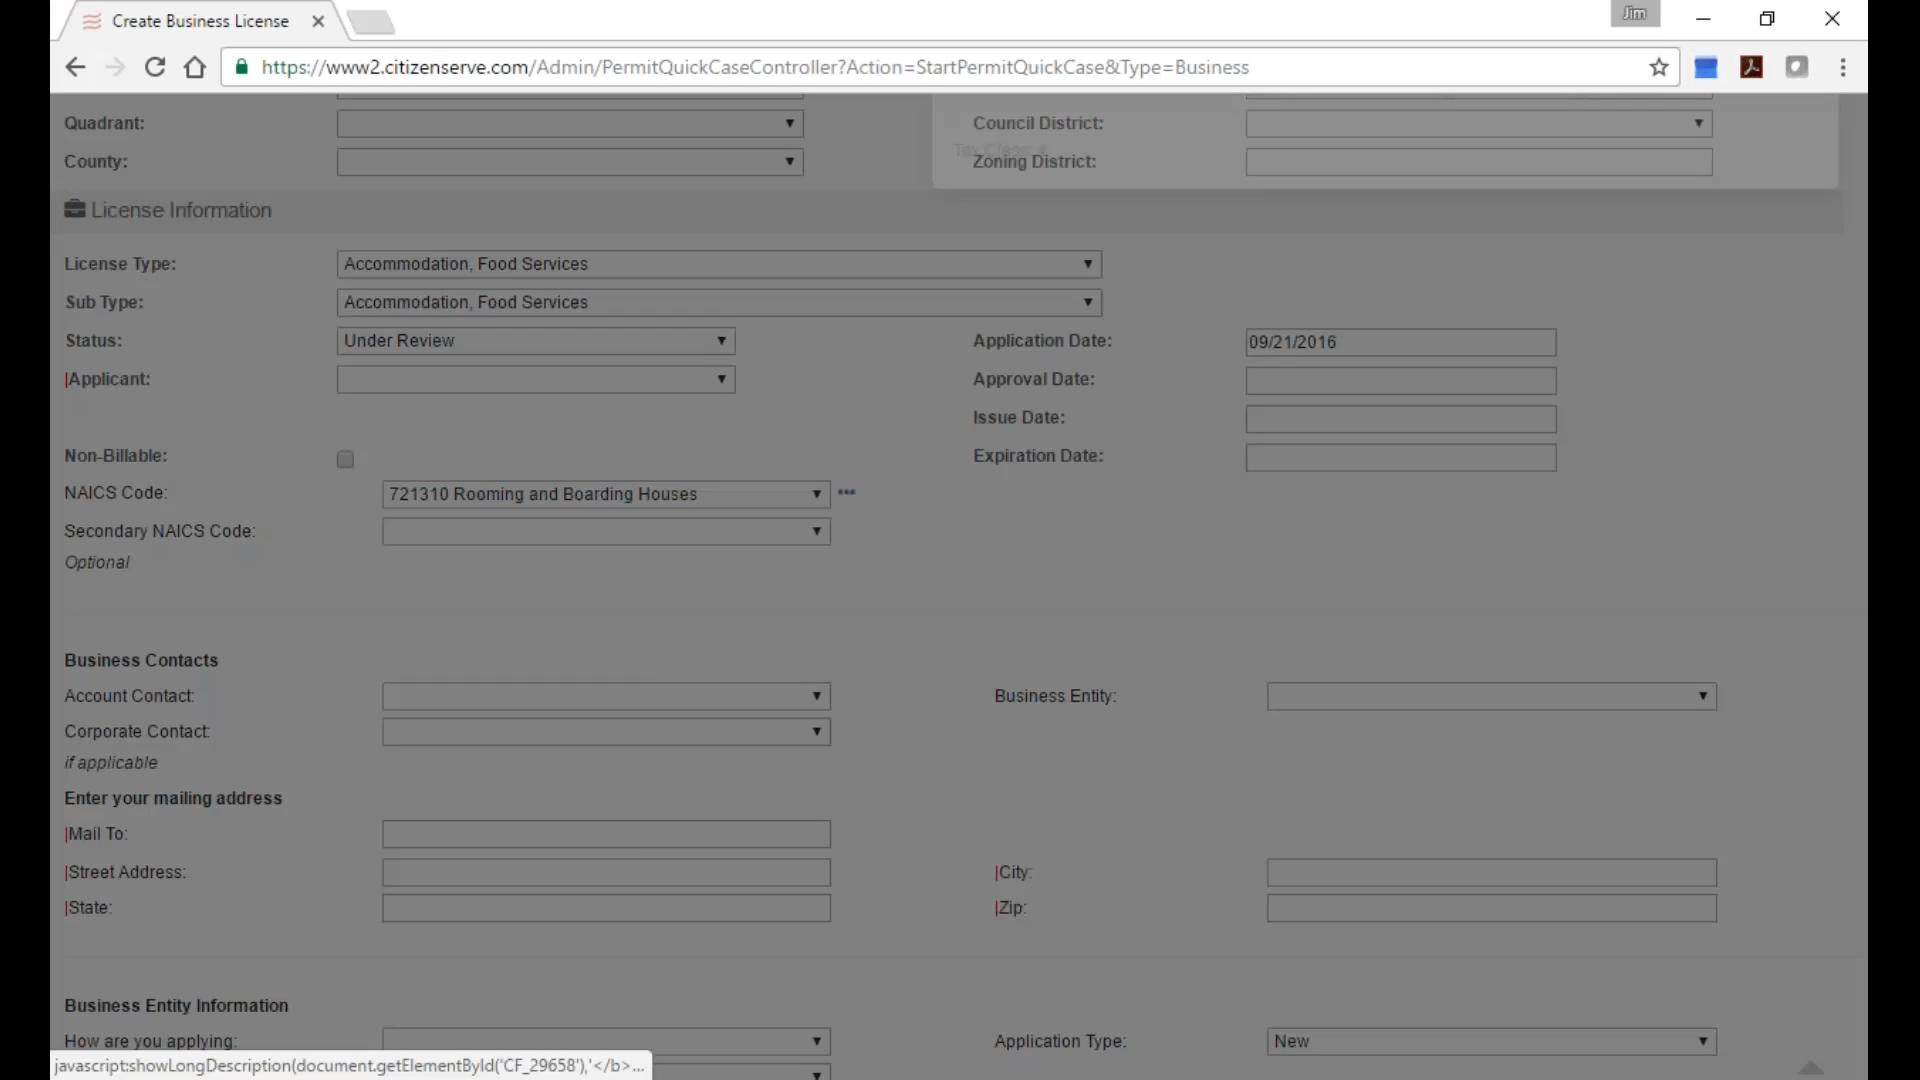 Create Business License
Jim
https://www2.citizenserve.com/Admin/PermitQuickCaseController?Action=StartPermitQuickCase&Type=Business
Quadrant:
Council District:
County:
Tax Class: 4
Zoning District:
License Information
License Type: Accommodation, Food Services
Sub Type: Accommodation, Food Services
Status: Under Review
Application Date: 09/21/2016
|Applicant:
Approval Date:
Issue Date:
Non-Billable:
Expiration Date:
NAICS Code: 721310 Rooming and Boarding Houses
Secondary NAICS Code:
Optional
Business Contacts
Account Contact:
Business Entity:
Corporate Contact:
if applicable
Enter your mailing address
|Mail To:
|Street Address:
|City:
|State:
|Zip:
Business Entity Information
How are you applying:
Application Type: New
javascript:showLongDescription(document.getElementById('CF_29658'),'</b>...